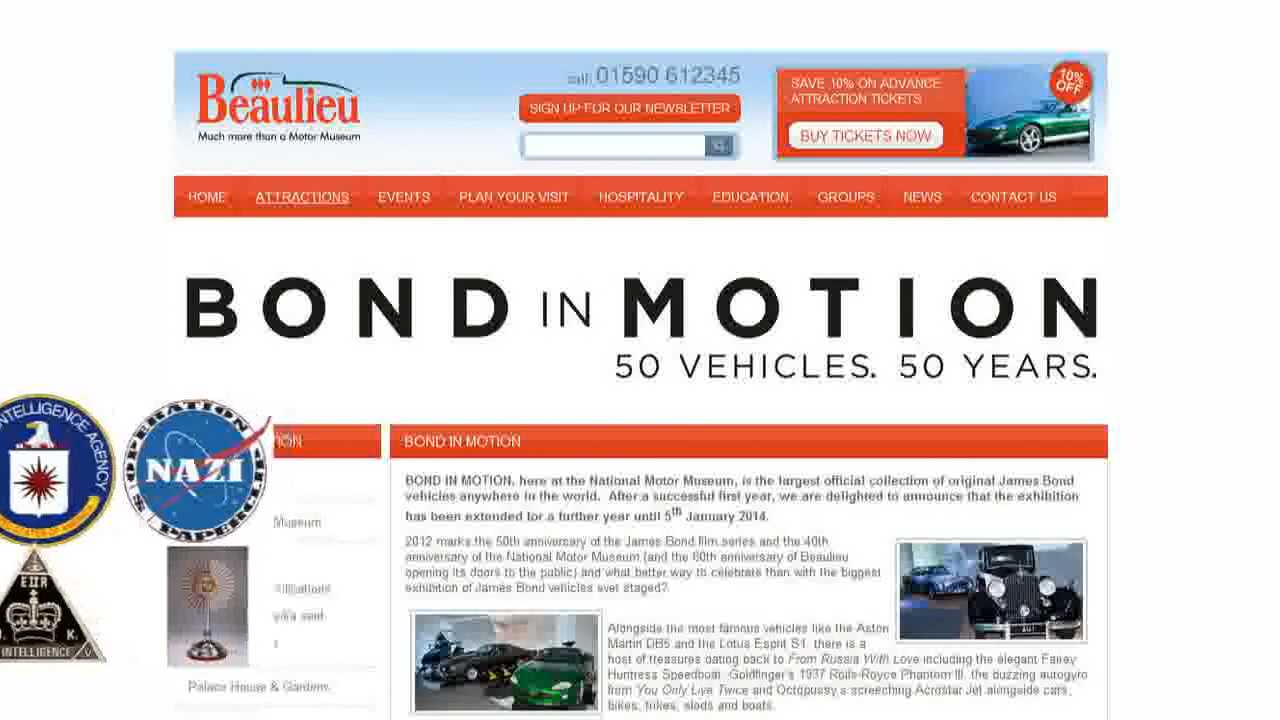 Beaulieu
Much more than a Motor Museum
call: 01590 612345
SIGN UP FOR OUR NEWSLETTER
SAVE 10% ON ADVANCE
ATTRACTION TICKETS
BUY TICKETS NOW
10%
OFF
HOME ATTRACTIONS EVENTS PLAN YOUR VISIT HOSPITALITY EDUCATION GROUPS NEWS CONTACT US
BOND IN MOTION
50 VEHICLES. 50 YEARS.
INTELLIGENCE AGENCY
OPERATION
NAZI
PAPERCLIP
BOND IN MOTION
BOND IN MOTION, here at the National Motor Museum, is the largest official collection of original James Bond
vehicles anywhere in the world. After a successful first year, we are delighted to announce that the exhibition
has been extended for a further year until 5th January 2014.
Museum
2012 marks the 50th anniversary of the James Bond film series and the 40th
anniversary of the National Motor Museum (and the 60th anniversary of Beaulieu
opening its doors to the public) and what better way to celebrate than with the biggest
exhibition of James Bond vehicles ever staged?
EIIR
U. K.
INTELLIGENCE
Alongside the most famous vehicles like the Aston
Martin DB5 and the Lotus Esprit S1, there is a
host of treasures dating back to From Russia With Love including the elegant Fairey
Huntress Speedboat, Goldfinger's 1937 Rolls-Royce Phantom III, the buzzing autogyro
from You Only Live Twice and Octopussy's screeching Acrostar Jet alongside cars,
bikes, trikes, sleds and boats.
Palace House & Gardens
AU1